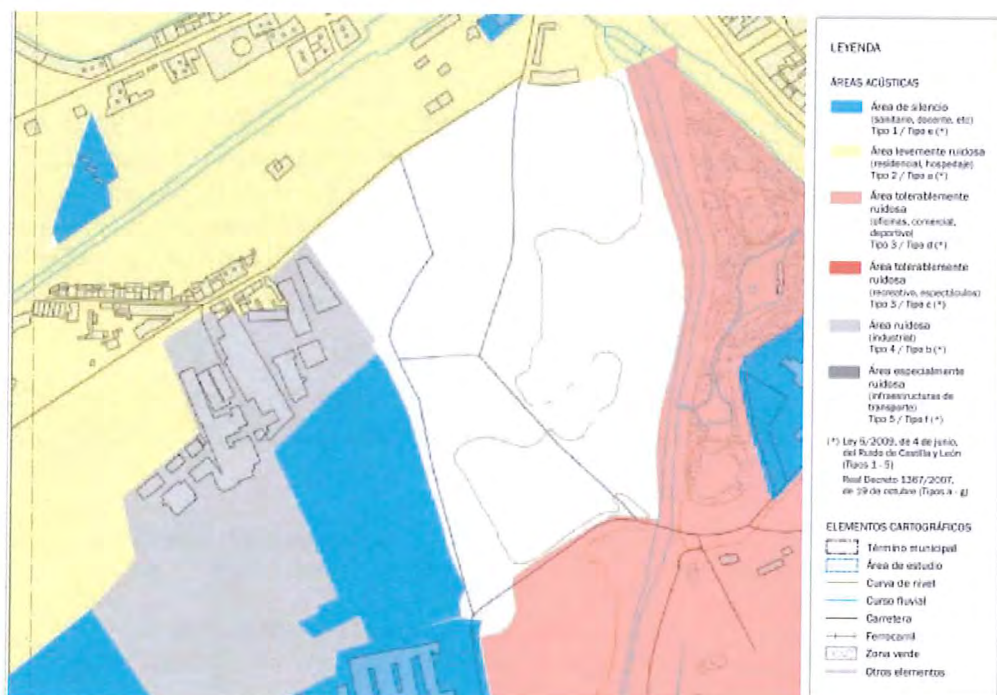 LEYENDA
ÁREAS ACÚSTICAS
Área de silencio
(sanitario, docente, etc)
Tipo 1 / Tipo e (*)
Área levemente ruidosa
(residencial, hospedaje)
Tipo 2 / Tipo a (*)
Área tolerablemente
ruidosa
(oficinas, comercial,
deportivo)
Tipo 3 / Tipo d (*)
Área tolerablemente
ruidosa
(recreativo, espectáculos)
Tipo 3 / Tipo c (*)
Área ruidosa
(industrial)
Tipo 4 / Tipo b (*)
Área especialmente
ruidosa
(infraestructuras de
transporte)
Tipo 5 / Tipo f (*)
(*) Ley 5/2009, de 4 de junio,
del Ruido de Castilla y León
(Tipos 1 - 5)
Real Decreto 1367/2007,
de 19 de octubre (Tipos a - g)
ELEMENTOS CARTOGRÁFICOS
Término municipal
Área de estudio
Curva de nivel
Curso fluvial
Carretera
Ferrocarril
Zona verde
Otros elementos